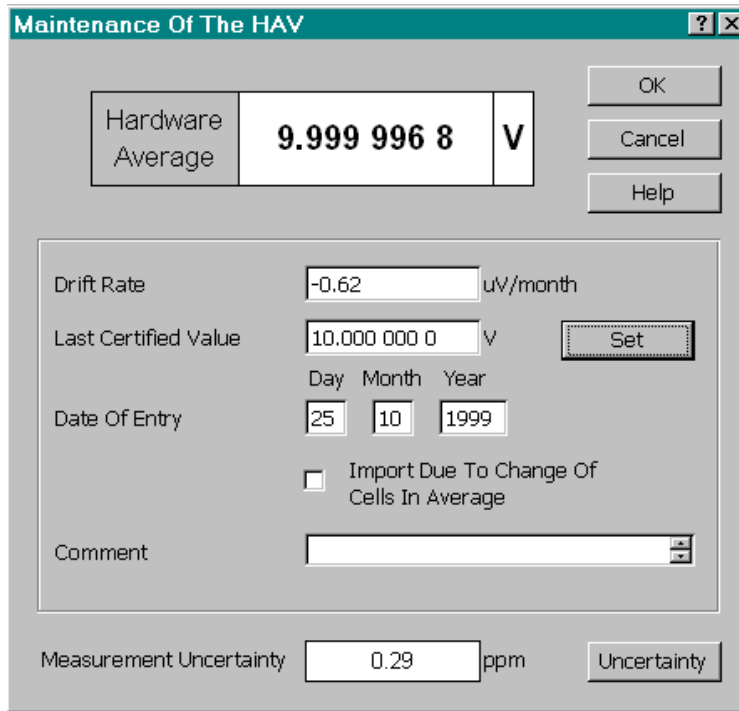 Maintenance Of The HAV
OK
Hardware
Average
9.999 996 8
V
Cancel
Help
Drift Rate
-0.62
uV/month
Last Certified Value
10.000 000 0
V
Set
Day Month Year
Date Of Entry
25 10 1999
Import Due To Change Of
Cells In Average
Comment
Measurement Uncertainty
0.29
ppm
Uncertainty